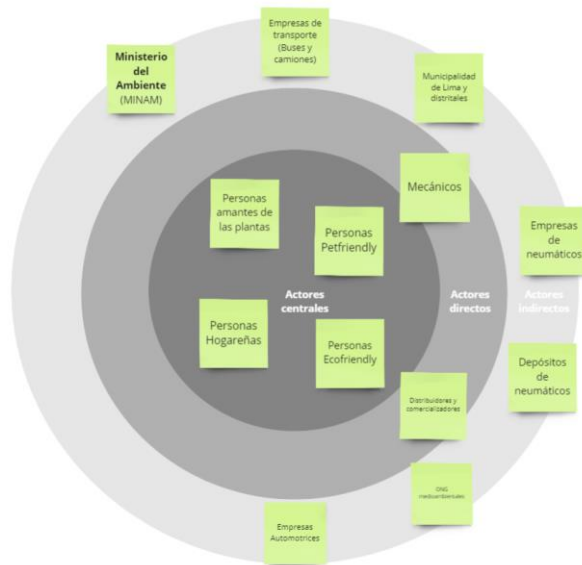 Empresas de
transporte
(Buses y
camiones)
Ministerio
del
Ambiente
(MINAM)
Municipalidad
de Lima y
distritales
Mecánicos
Personas
amantes de
las plantas
Personas
Petfriendly
Empresas
de
neumáticos
Actores
centrales
Actores
directos
Actores
indirectos
Personas
Hogareñas
Personas
Ecofriendly
Depósitos
de
neumáticos
Distribuidores y
comercializadores
ONG
medioambientales
Empresas
Automotrices